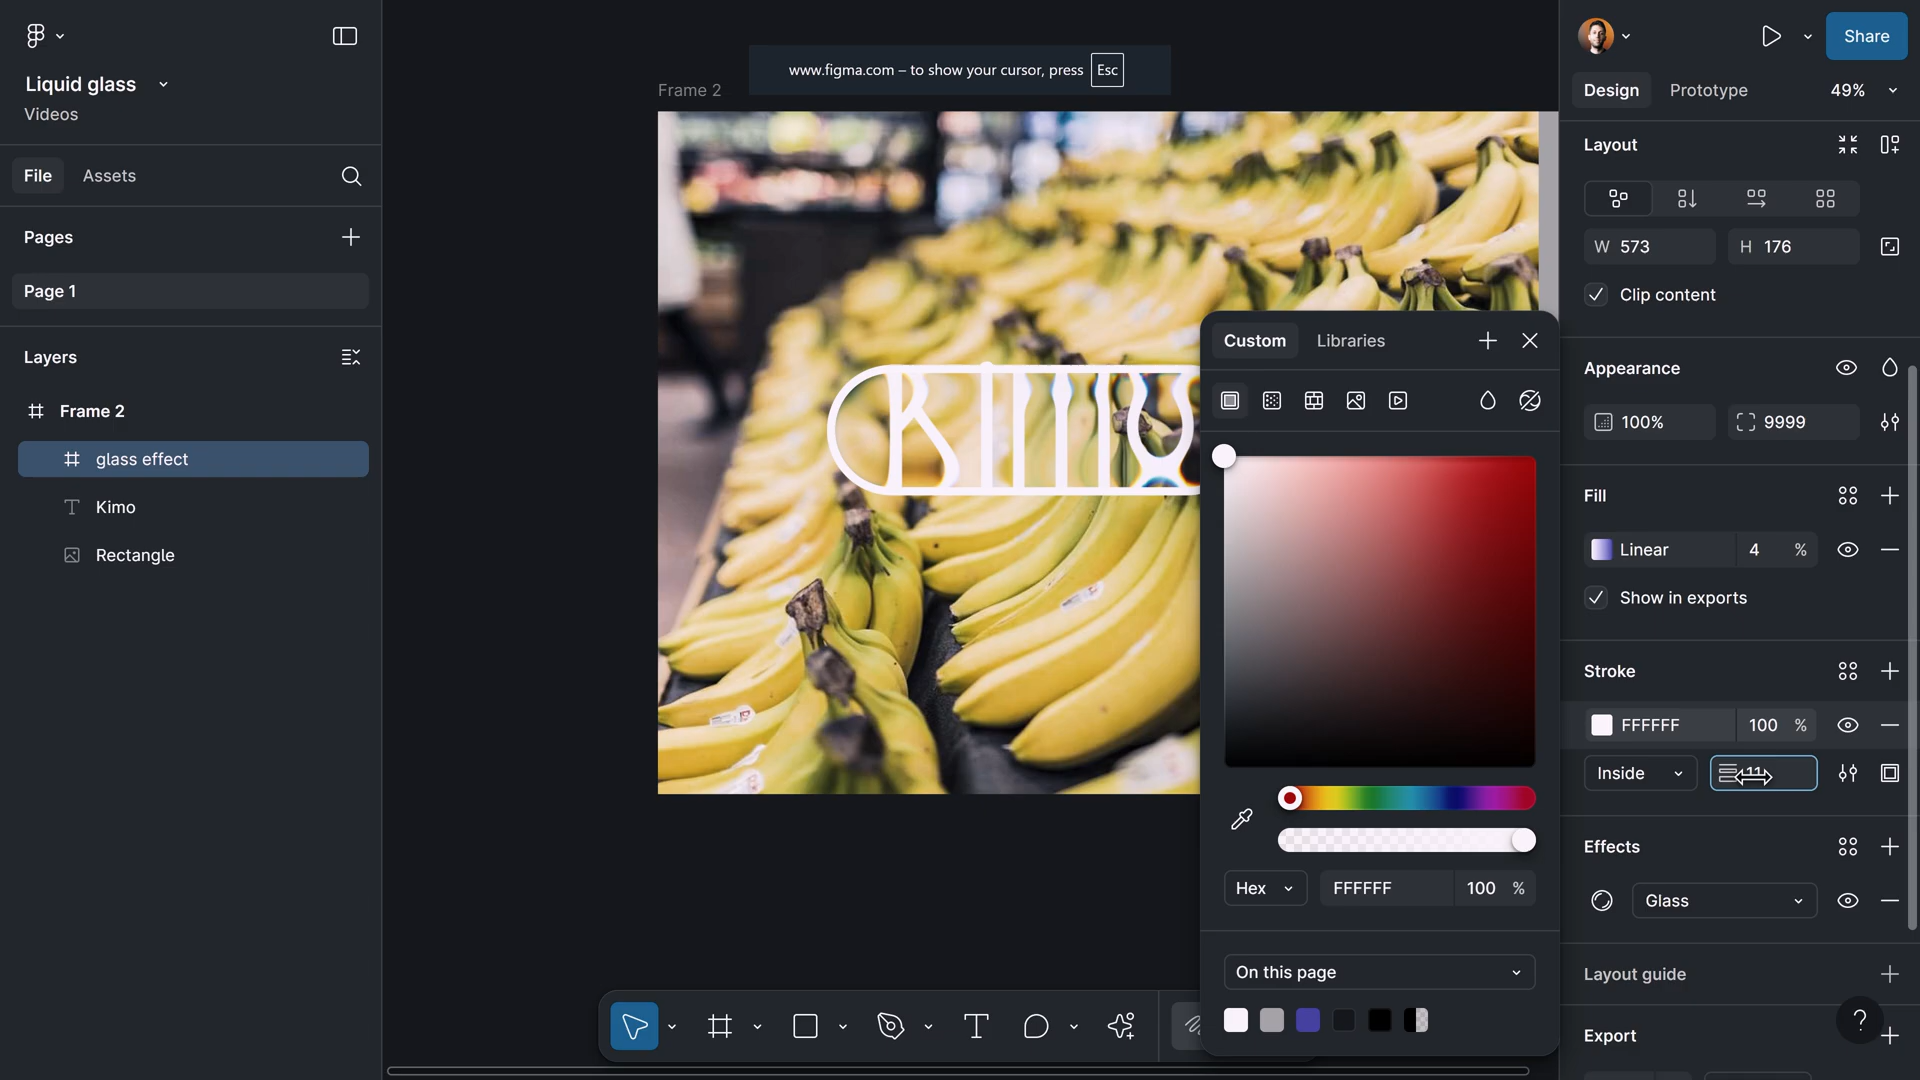 Liquid glass
Videos
File
Assets
Pages
Page 1
Layers
Frame 2
glass effect
Kimo
Rectangle
www.figma.com – to show your cursor, press Esc
Frame 2
Custom
Libraries
Hex
FFFFFF
100 %
On this page
Share
Design
Prototype
49%
Layout
W 573
H 176
Clip content
Appearance
100%
9999
Fill
Linear
4 %
Show in exports
Stroke
FFFFFF
100 %
Inside
11
Effects
Glass
Layout guide
Export
?